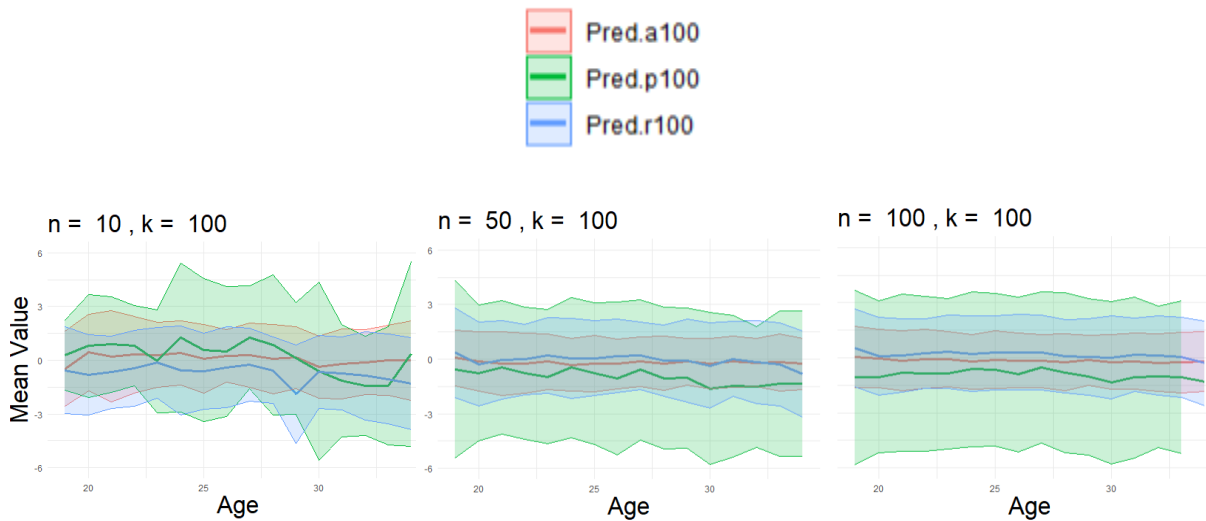 Pred.a100
Pred.p100
Pred.r100
n = 10 , k = 100
n = 50 , k = 100
n = 100 , k = 100
Mean Value
6
3
0
-3
-6
6
3
0
-3
-6
20
25
30
20
25
30
20
25
30
Age
Age
Age